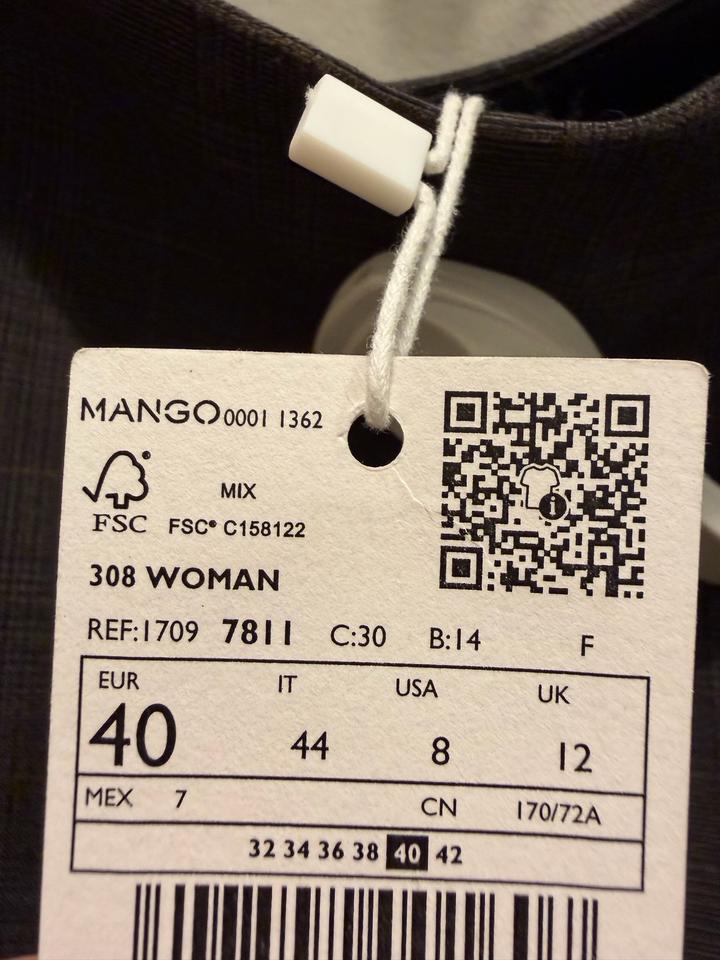 MANGO 0001 1362
MIX
FSC FSC® C158122
308 WOMAN
REF:1709 7811 C:30 B:14 F
EUR IT USA UK
40 44 8 12
MEX 7 CN 170/72A
32 34 36 38 40 42